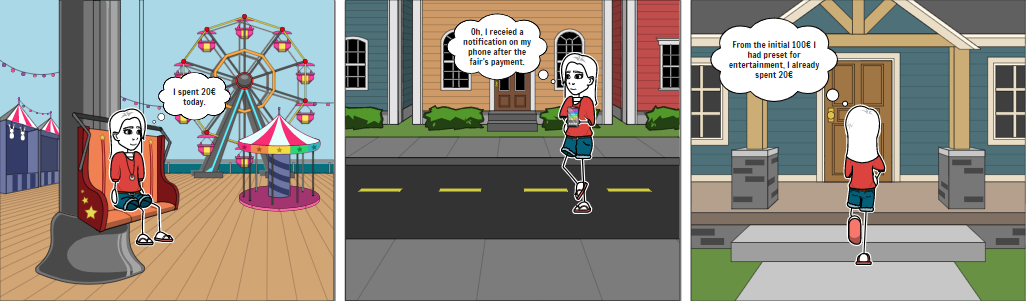 I spent 20€
today.
Oh, I receied a
notification on my
phone after the
fair's payment.
From the initial 100€ I
had preset for
entertainment, I already
spent 20€